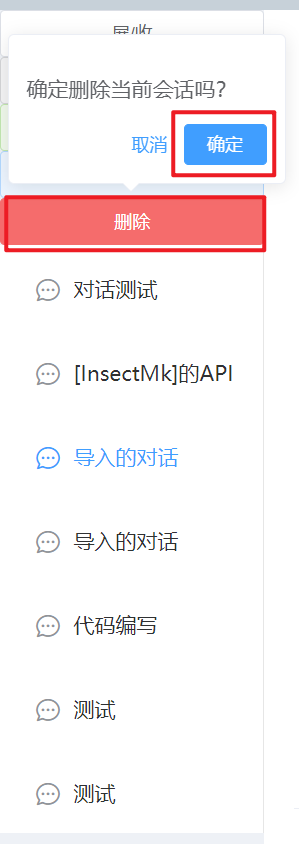 展/收
确定删除当前会话吗?
取消 确定
删除
对话测试
[InsectMk]的API
导入的对话
导入的对话
代码编写
测试
测试